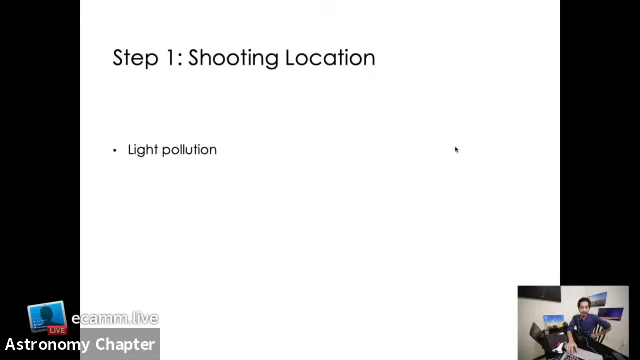 Step 1: Shooting Location
• Light pollution
ecamm.live
LIVE
Astronomy Chapter